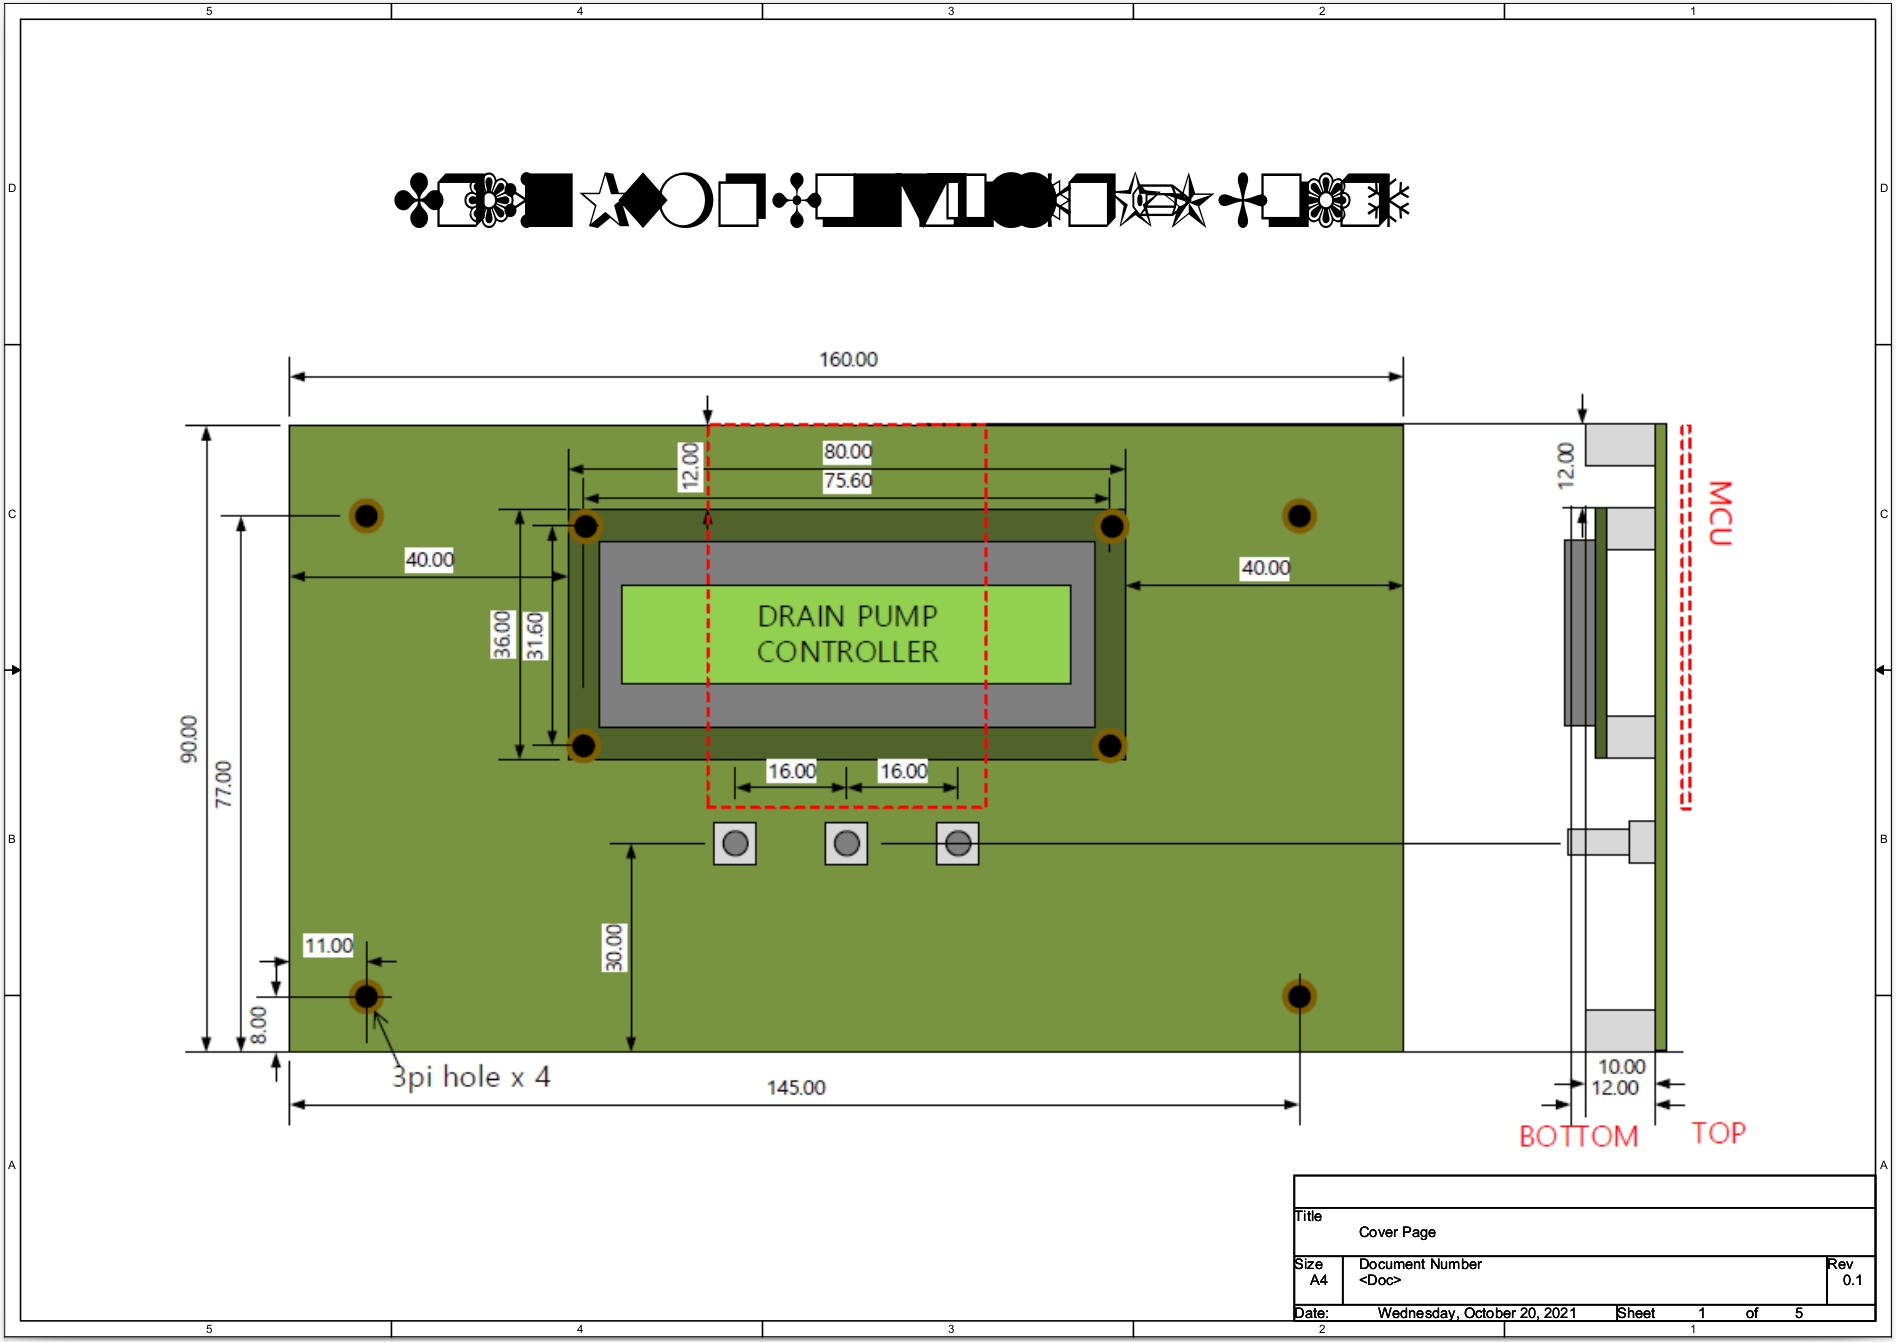 5 4 3 2 1
D D
160.00
12.00
80.00
75.60
12.00
MCU
C C
40.00
40.00
36.00
31.60
DRAIN PUMP
CONTROLLER
90.00
77.00
16.00 16.00
B B
30.00
11.00
8.00
3pi hole x 4
145.00
10.00
12.00
BOTTOM TOP
A A
Title
Cover Page
Size Document Number Rev
A4 <Doc> 0.1
Date: Wednesday, October 20, 2021 Sheet 1 of 5
5 4 3 2 1